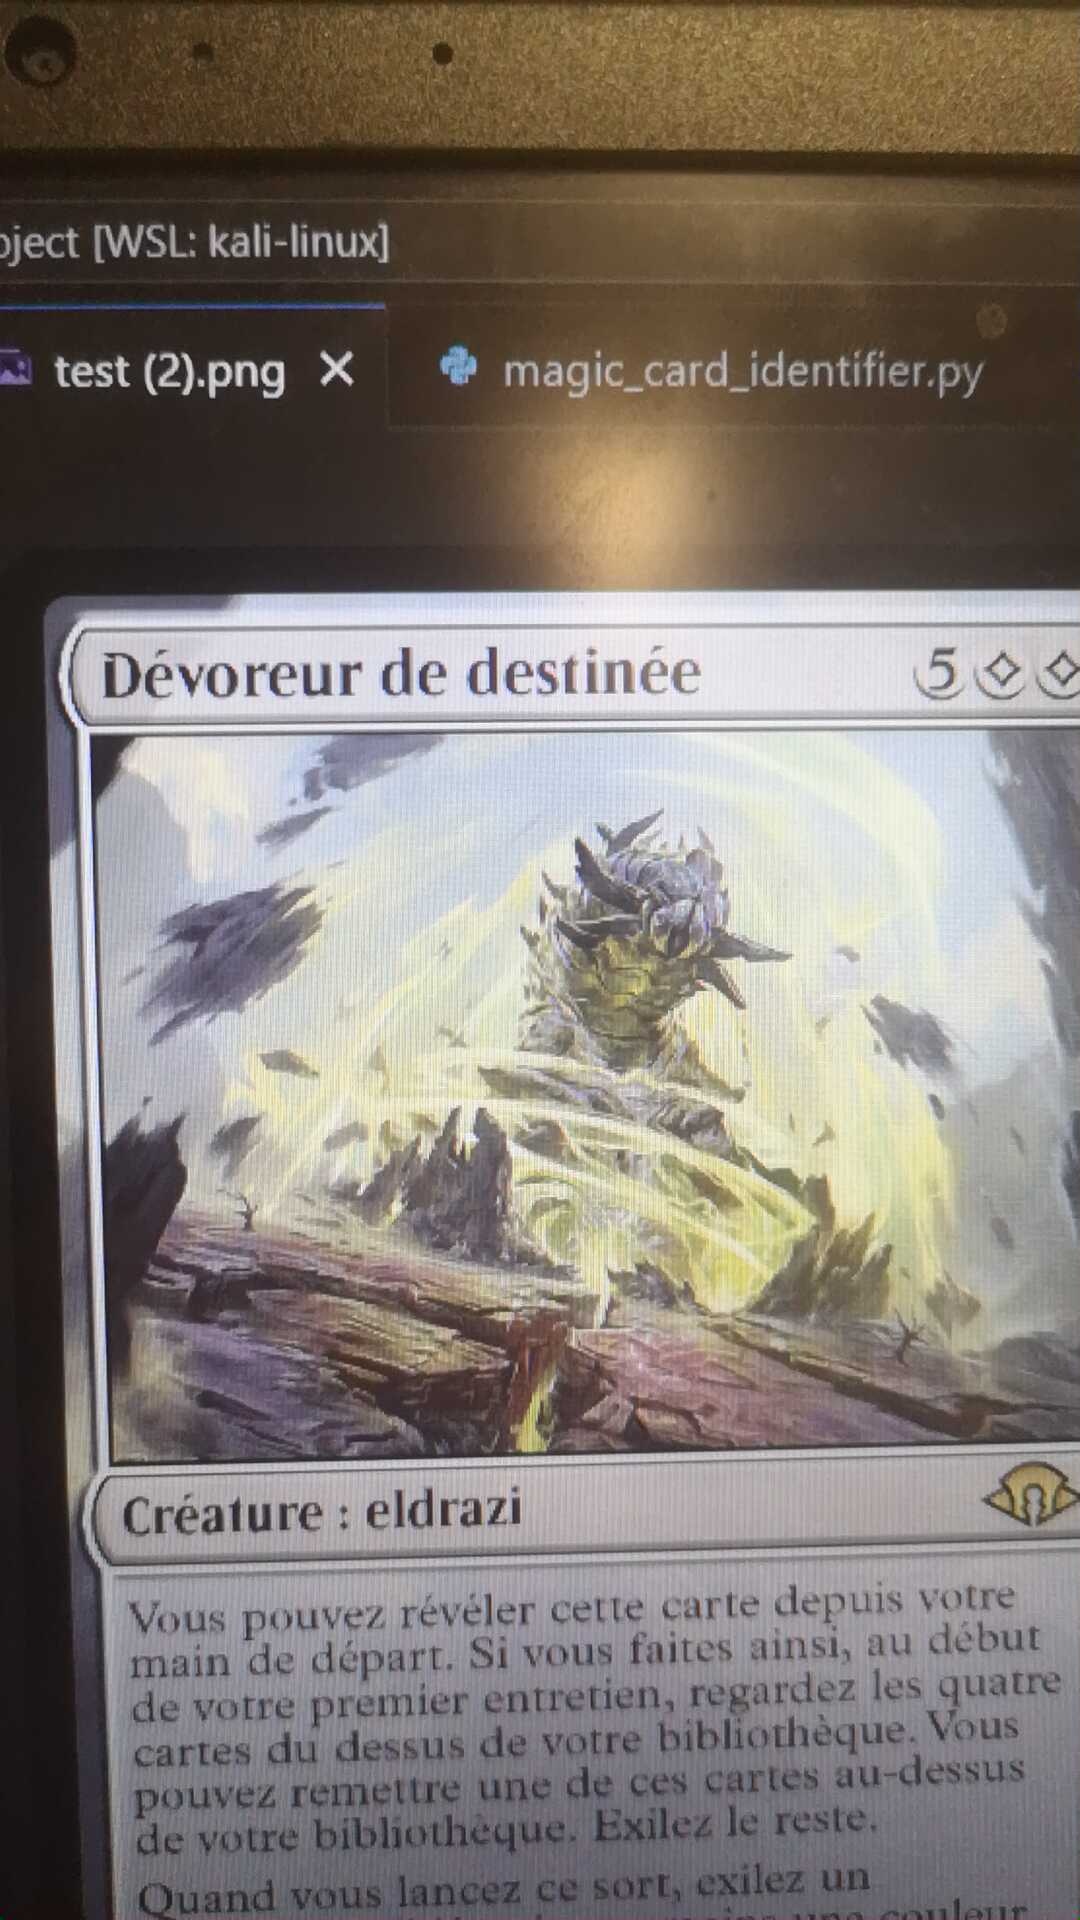 oject [WSL: kali-linux]
test (2).png
magic_card_identifier.py
Dévoreur de destinée 5
Créature : eldrazi
Vous pouvez révéler cette carte depuis votre
main de départ. Si vous faites ainsi, au début
de votre premier entretien, regardez les quatre
cartes du dessus de votre bibliothèque. Vous
pouvez remettre une de ces cartes au-dessus
de votre bibliothèque. Exilez le reste.
Quand vous lancez ce sort, exilez un
une couleur